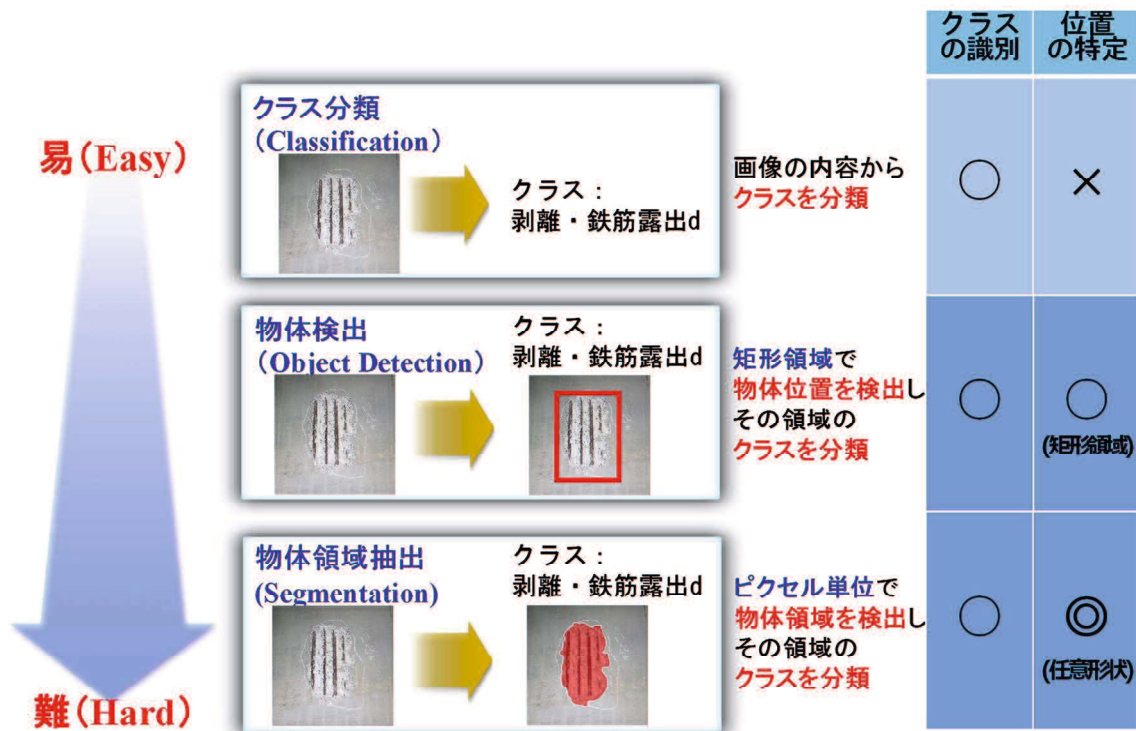 クラス
の識別
位置
の特定
易(Easy)
クラス分類
(Classification)
クラス:
剥離・鉄筋露出d
画像の内容から
クラスを分類
○
×
物体検出
(Object Detection)
クラス:
剥離・鉄筋露出d
矩形領域で
物体位置を検出し
その領域の
クラスを分類
○
○
(矩形領域)
物体領域抽出
(Segmentation)
クラス:
剥離・鉄筋露出d
ピクセル単位で
物体領域を検出し
その領域の
クラスを分類
○
◎
(任意形状)
難(Hard)